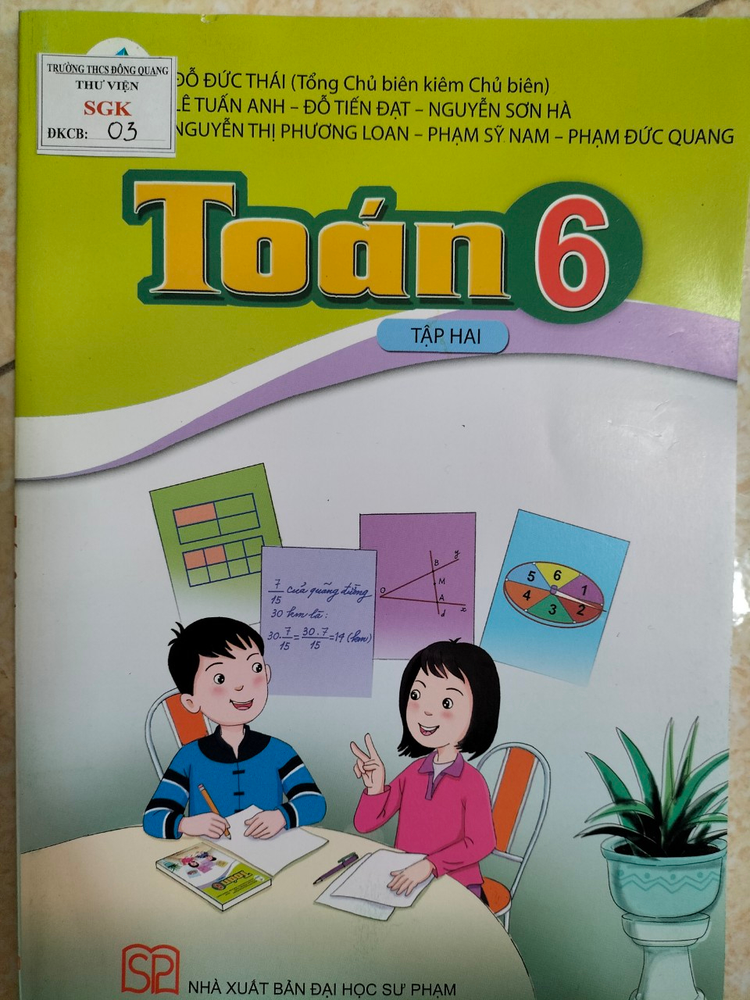 TRƯỜNG THCS ĐÔNG QUANG
THƯ VIỆN
SGK
ĐKCB: 03
ĐỖ ĐỨC THÁI (Tổng Chủ biên kiêm Chủ biên)
LÊ TUẤN ANH – ĐỖ TIẾN ĐẠT – NGUYỄN SƠN HÀ
NGUYỄN THỊ PHƯƠNG LOAN – PHẠM SỸ NAM – PHẠM ĐỨC QUANG
Toán 6
TẬP HAI
7/15 của quãng đường
30 km là:
30.7/15=30.7/15=14 (km)
O
B
y
M
A
x
d
5
6
1
4
3
2
SP
NHÀ XUẤT BẢN ĐẠI HỌC SƯ PHẠM